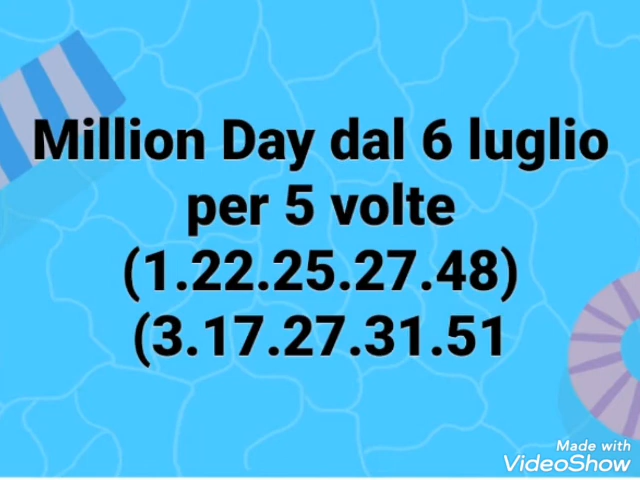 Million Day dal 6 luglio
per 5 volte
(1.22.25.27.48)
(3.17.27.31.51
Made with
VideoShow